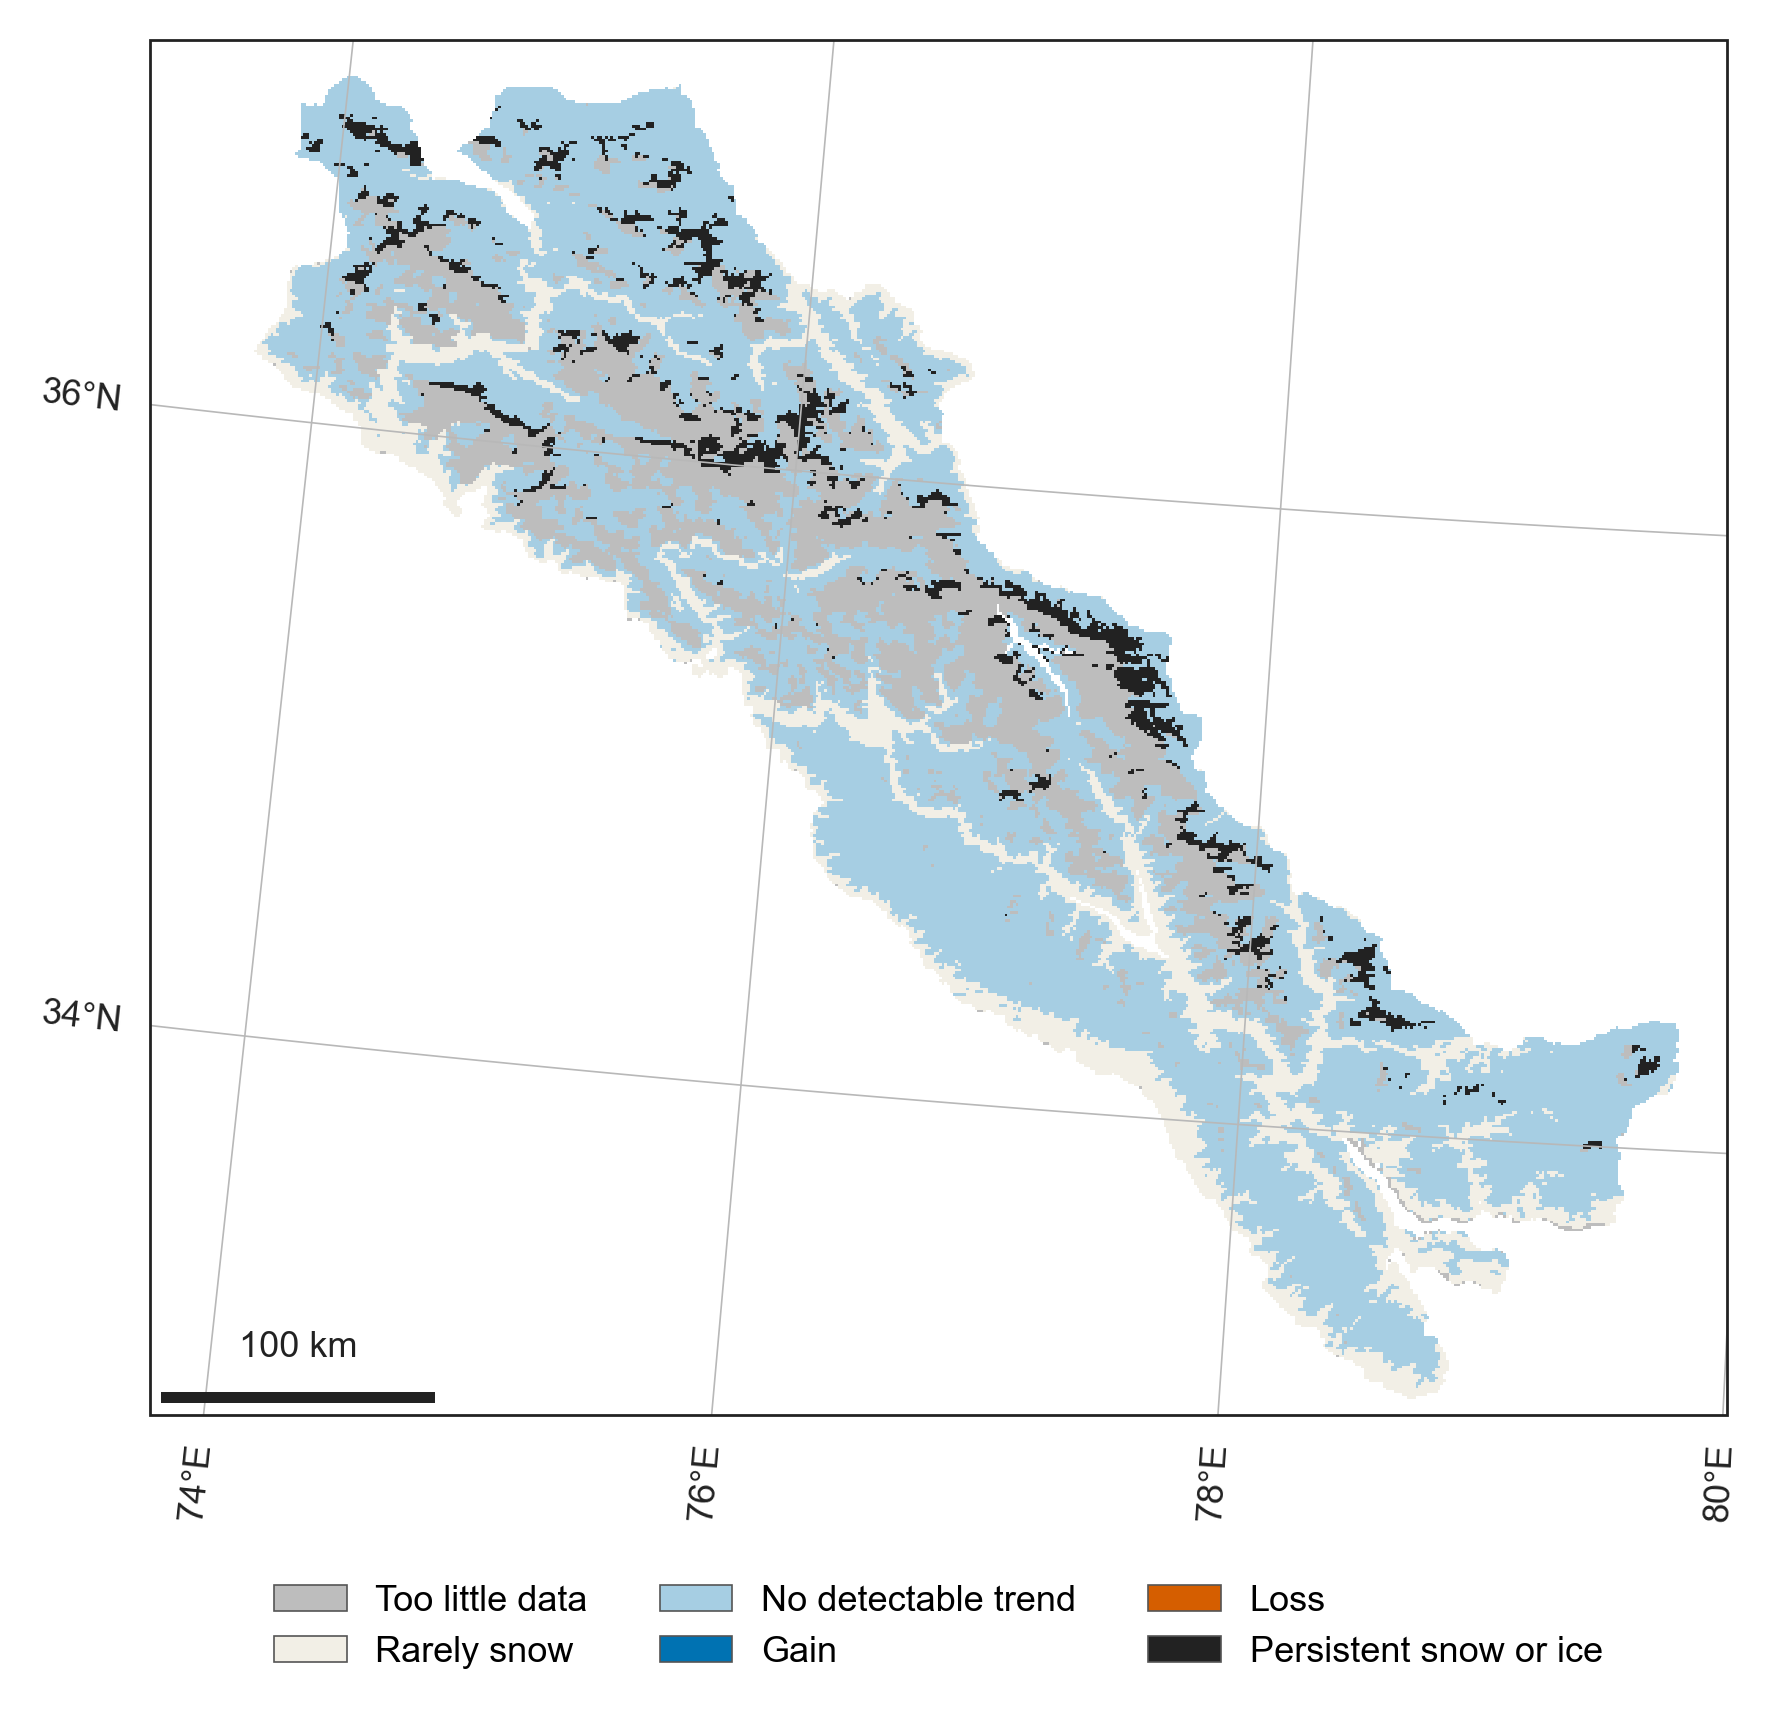 36°N
34°N
100 km
74°E
76°E
78°E
80°E
Too little data
No detectable trend
Loss
Rarely snow
Gain
Persistent snow or ice